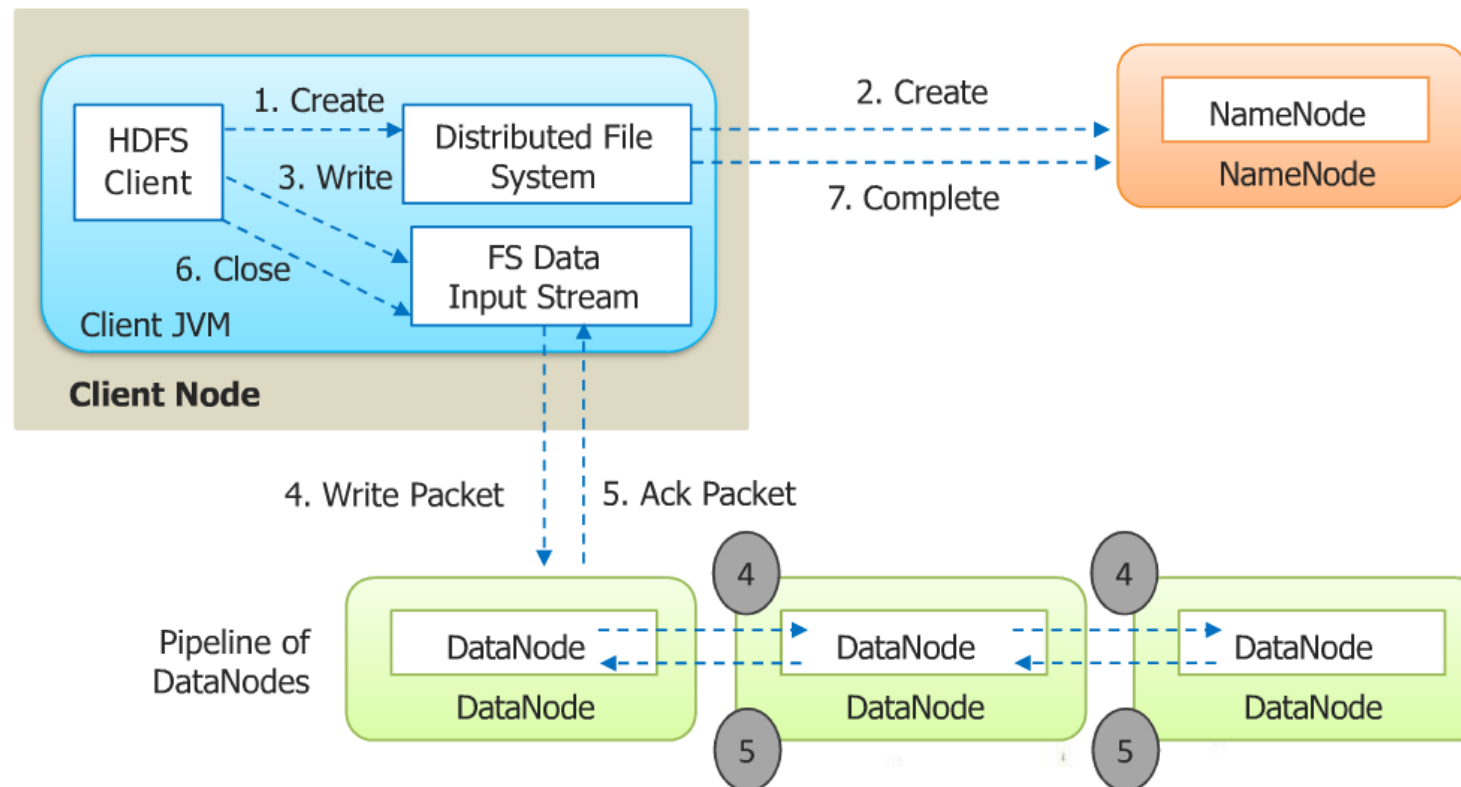 1. Create
HDFS
Client
Distributed File
System
3. Write
2. Create
7. Complete
NameNode
NameNode
6. Close
FS Data
Input Stream
Client JVM
Client Node
4. Write Packet
5. Ack Packet
4
4
Pipeline of
DataNodes
DataNode
DataNode
DataNode
DataNode
DataNode
DataNode
5
5